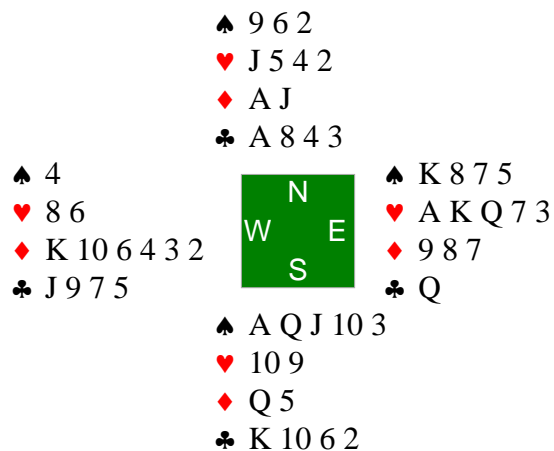 ♠ 9 6 2
♥ J 5 4 2
♦ A J
♣ A 8 4 3
♠ 4
♥ 8 6
♦ K 10 6 4 3 2
♣ J 9 7 5
N
W E
S
♠ K 8 7 5
♥ A K Q 7 3
♦ 9 8 7
♣ Q
♠ A Q J 10 3
♥ 10 9
♦ Q 5
♣ K 10 6 2